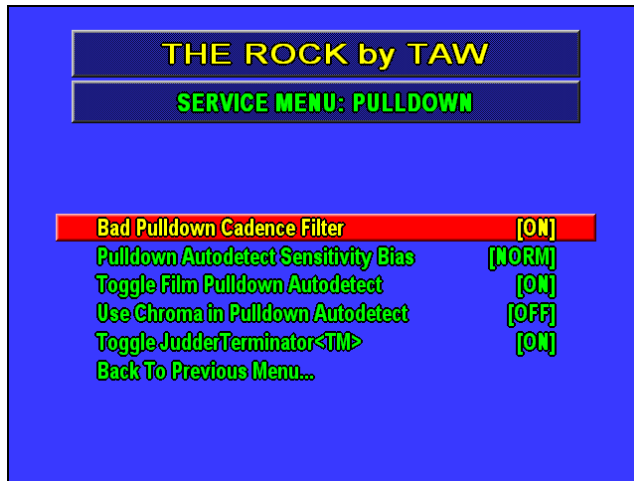 THE ROCK by TAW
SERVICE MENU: PULLDOWN
Bad Pulldown Cadence Filter [ON]
Pulldown Autodetect Sensitivity Bias [NORM]
Toggle Film Pulldown Autodetect [ON]
Use Chroma in Pulldown Autodetect [OFF]
Toggle JudderTerminator<TM> [ON]
Back To Previous Menu...